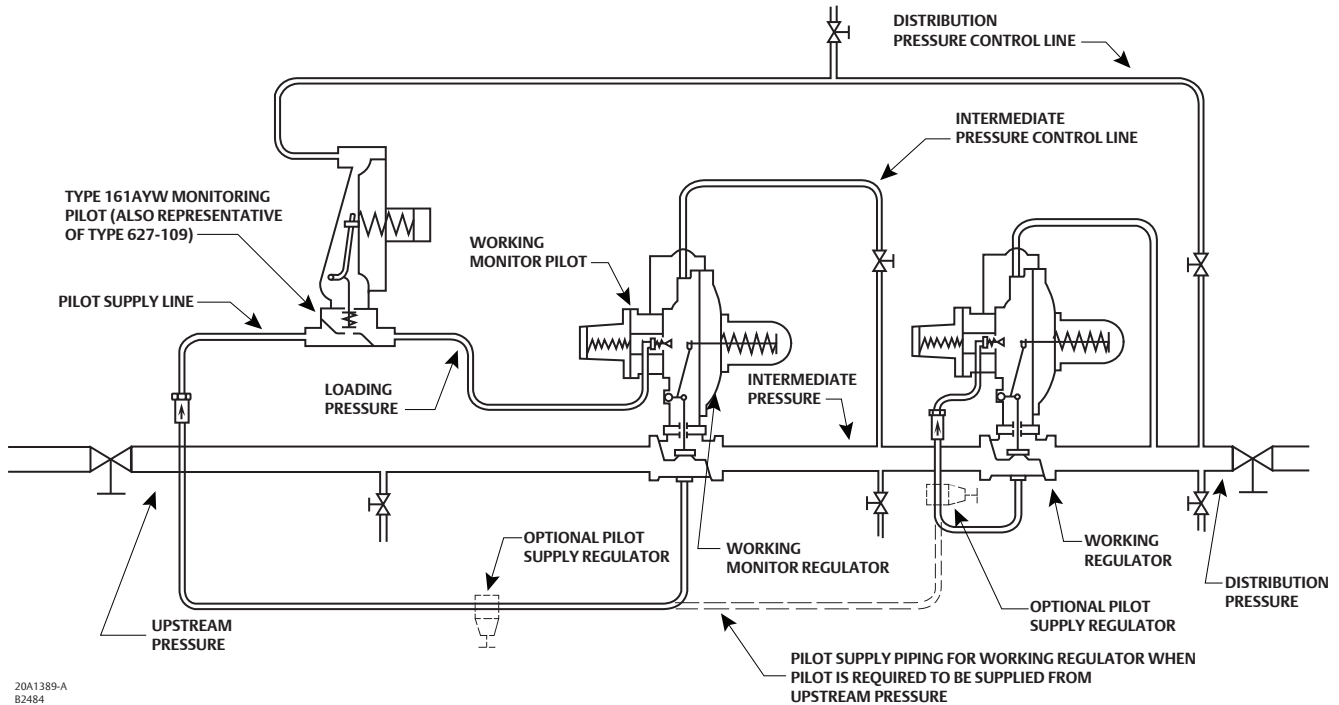 DISTRIBUTION
PRESSURE CONTROL LINE
INTERMEDIATE
PRESSURE CONTROL LINE
TYPE 161AYW MONITORING
PILOT (ALSO REPRESENTATIVE
OF TYPE 627-109)
WORKING
MONITOR PILOT
PILOT SUPPLY LINE
LOADING
PRESSURE
INTERMEDIATE
PRESSURE
OPTIONAL PILOT
SUPPLY REGULATOR
WORKING
MONITOR REGULATOR
WORKING
REGULATOR
DISTRIBUTION
PRESSURE
OPTIONAL PILOT
SUPPLY REGULATOR
UPSTREAM
PRESSURE
PILOT SUPPLY PIPING FOR WORKING REGULATOR WHEN
PILOT IS REQUIRED TO BE SUPPLIED FROM
UPSTREAM PRESSURE
20A1389-A
B2484